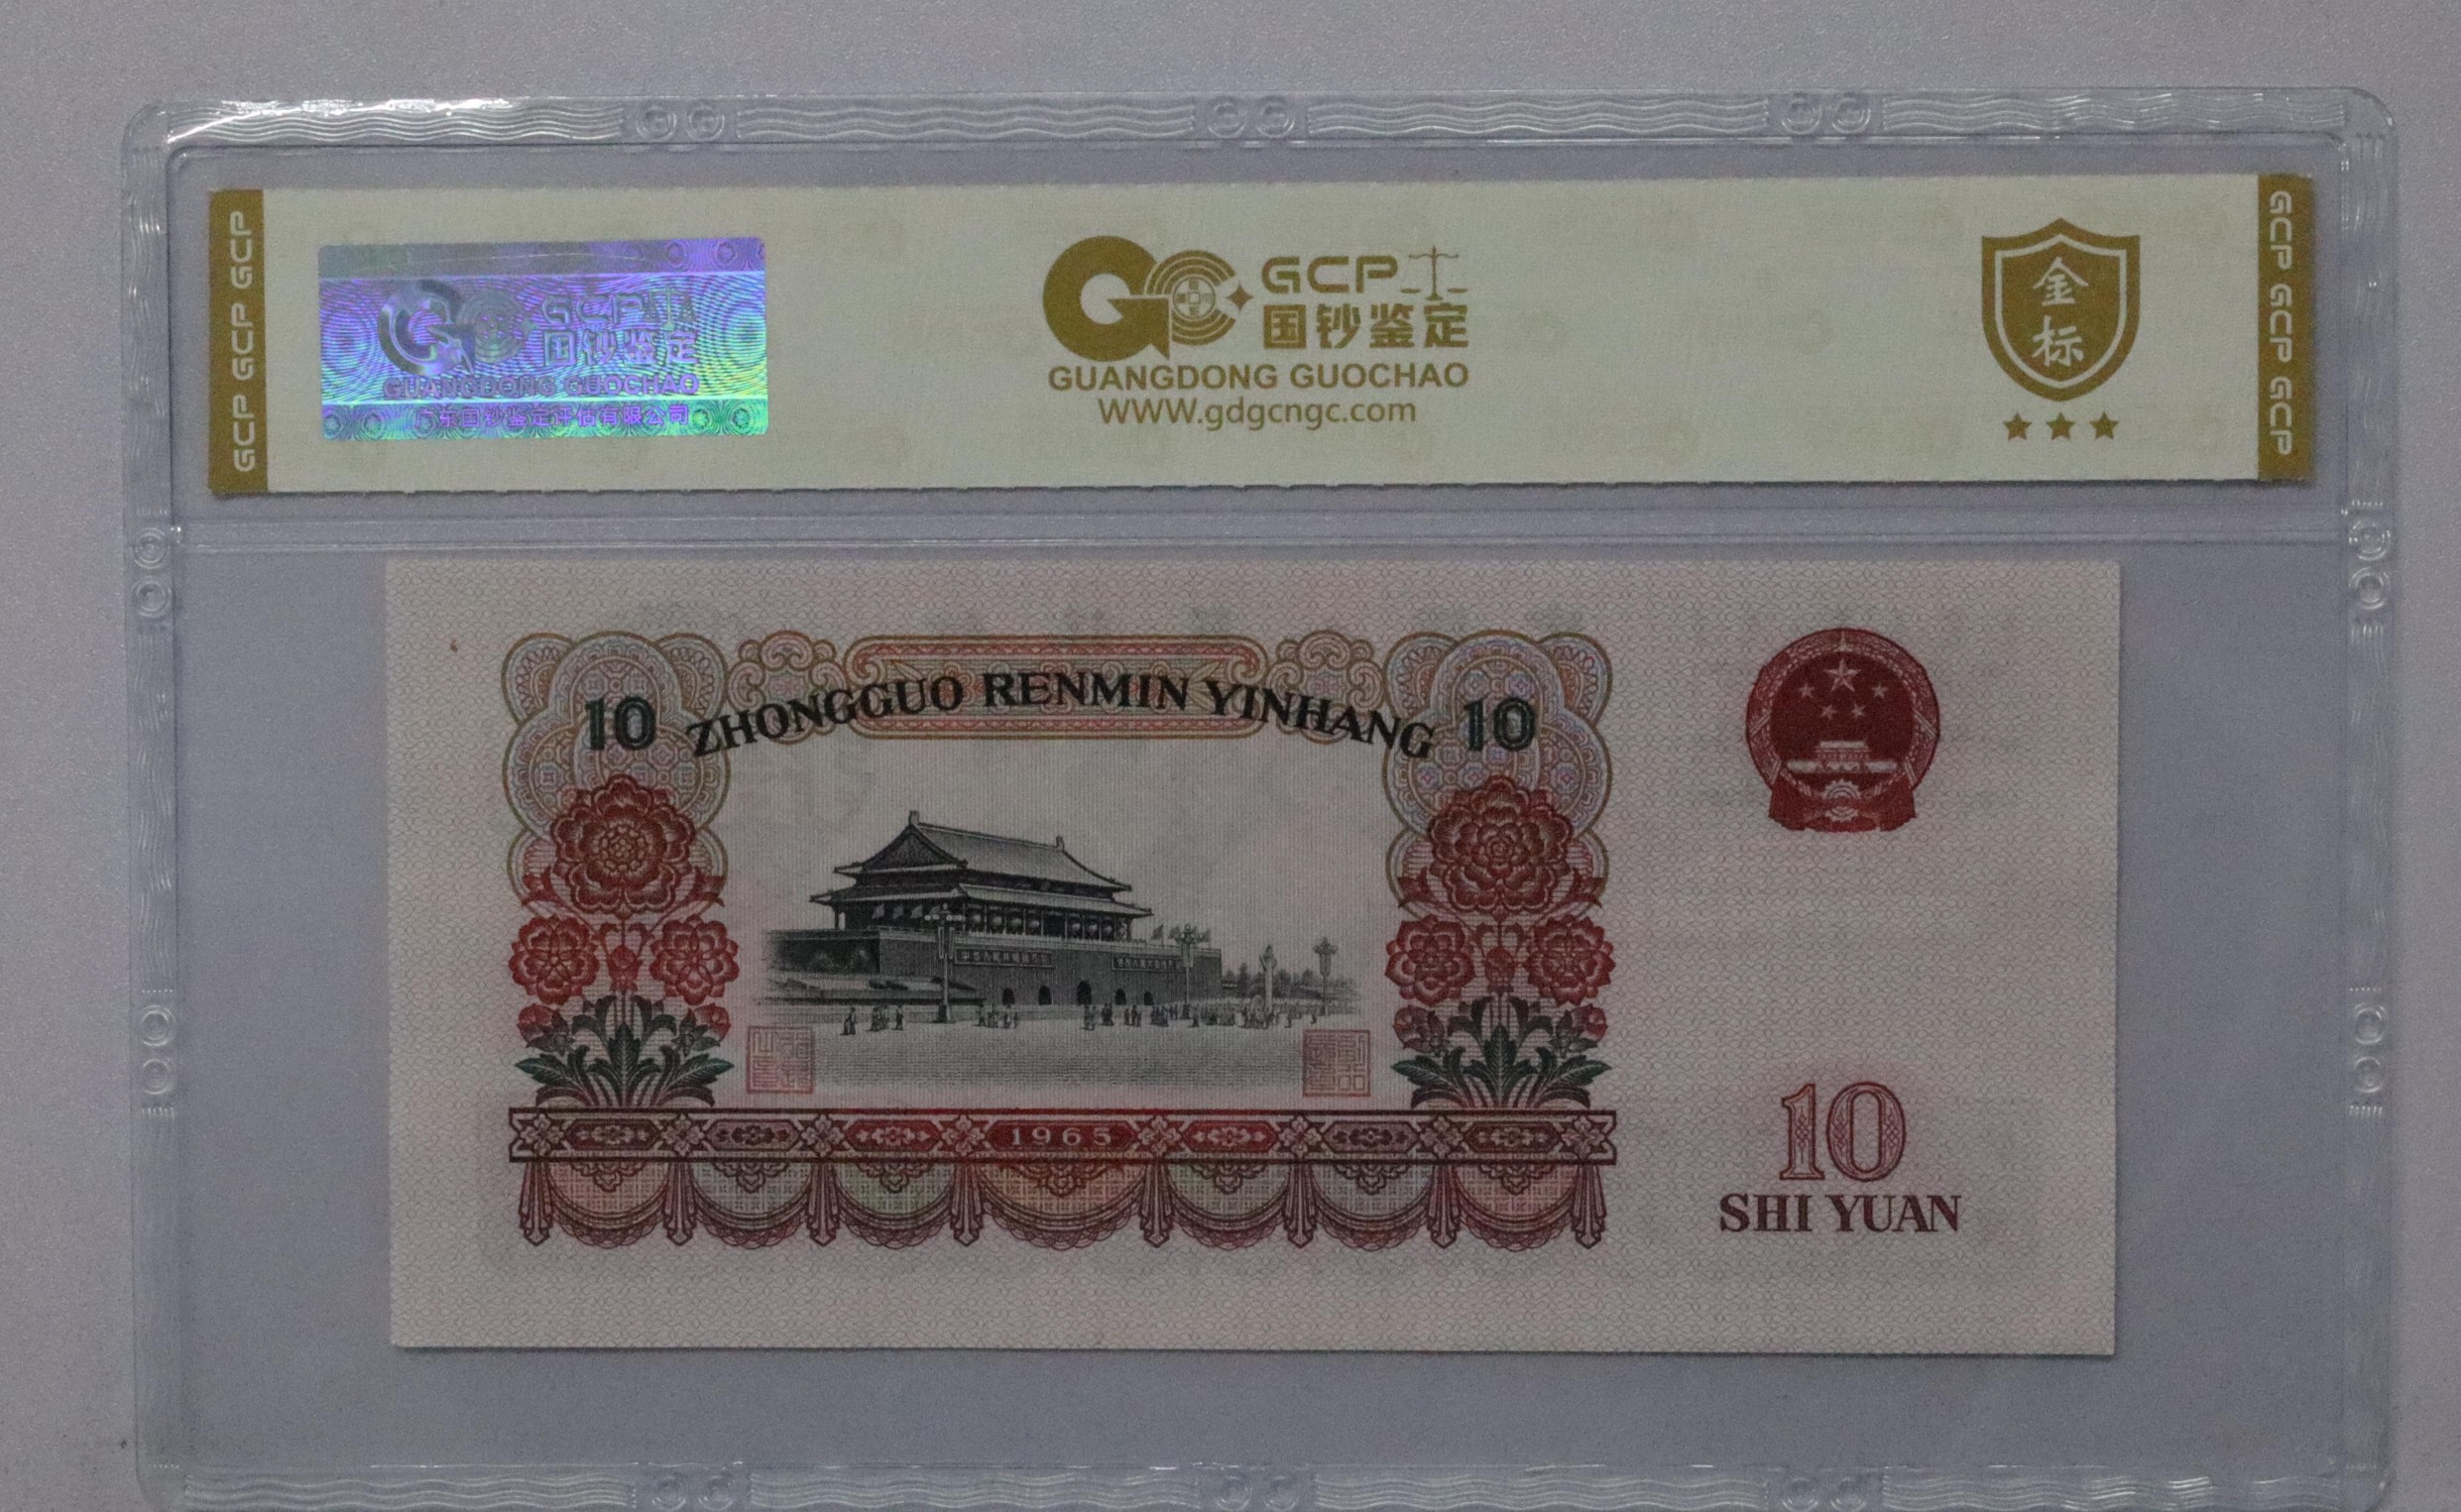 GCP GCP GCP
GCP
国钞鉴定
GUANGDONG GUOCHAO
广东国钞鉴定评估有限公司
GCP
国钞鉴定
GUANGDONG GUOCHAO
WWW.gdgcngc.com
金
标
GCP GCP GCP
10 ZHONGGUO RENMIN YINHANG 10
1965
10
SHI YUAN